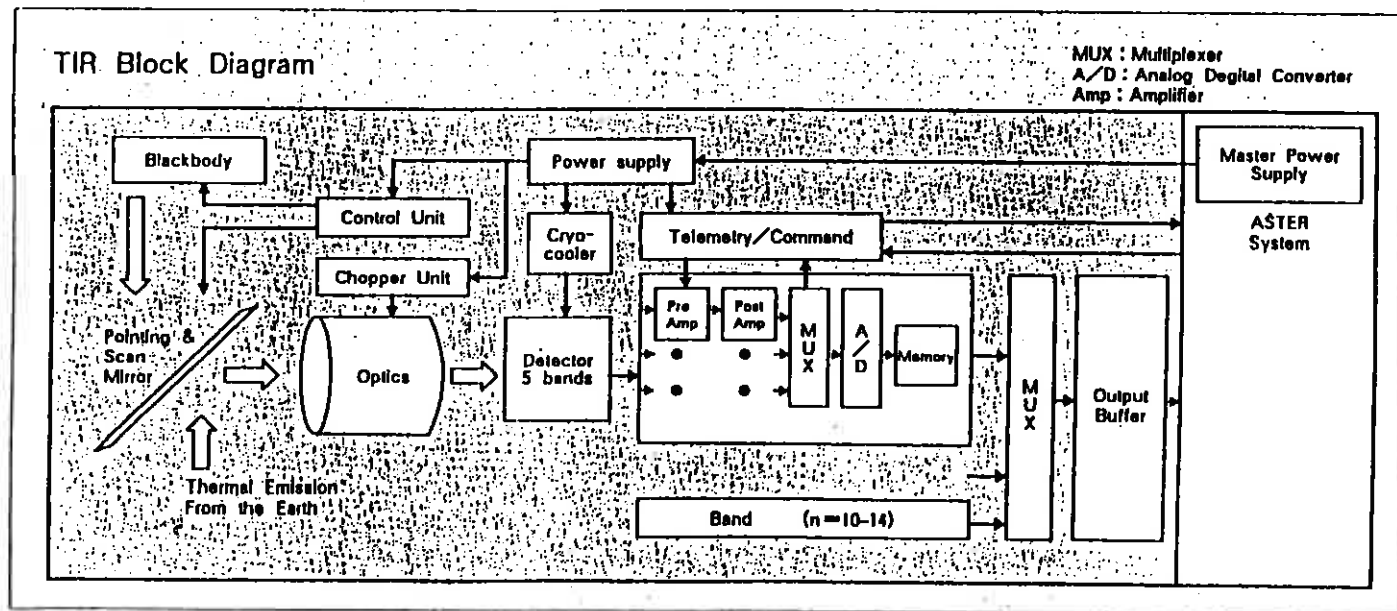 TIR Block Diagram
MUX : Multiplexer
A/D : Analog Degital Converter
Amp : Amplifier
Blackbody
Power supply
Master Power
Supply
Control Unit
Cryo-
cooler
Telemetry/Command
ASTER
System
Chopper Unit
Pointing &
Scan
Mirror
Optics
Detector
5 bands
Pre
Amp
Post
Amp
MUX
A/D
Memory
MUX
Output
Buffer
Thermal Emission
From the Earth
Band (n=10-14)